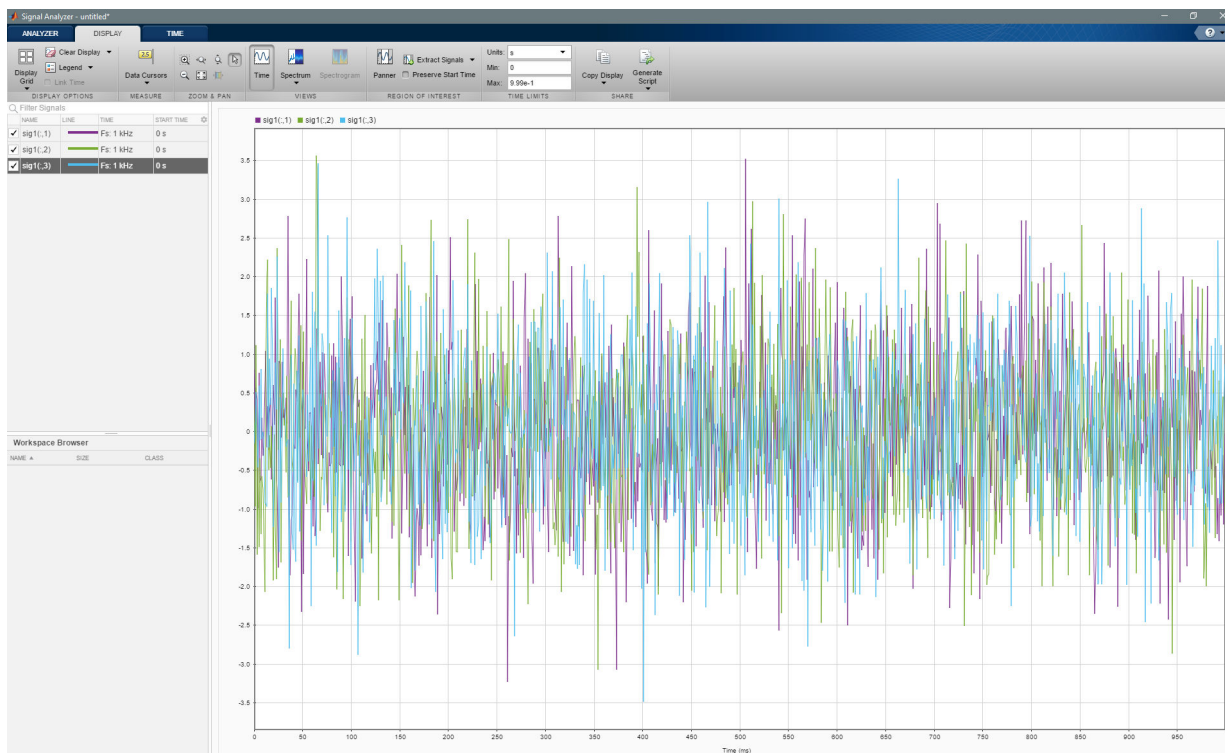 Signal Analyzer - untitled*
ANALYZER DISPLAY TIME
Display Grid
Clear Display
Legend
Link Time
DISPLAY OPTIONS
2.5
Data Cursors
MEASURE
ZOOM & PAN
Time Spectrum Spectrogram
VIEWS
Panner
Extract Signals
Preserve Start Time
REGION OF INTEREST
Units: s
Min: 0
Max: 9.99e-1
TIME LIMITS
Copy Display
Generate Script
SHARE
Filter Signals
NAME LINE TIME START TIME
sig1(:,1) Fs: 1 kHz 0 s
sig1(:,2) Fs: 1 kHz 0 s
sig1(:,3) Fs: 1 kHz 0 s
Workspace Browser
NAME SIZE CLASS
sig1(:,1) sig1(:,2) sig1(:,3)
3.5
3.0
2.5
2.0
1.5
1.0
0.5
0
-0.5
-1.0
-1.5
-2.0
-2.5
-3.0
-3.5
0 50 100 150 200 250 300 350 400 450 500 550 600 650 700 750 800 850 900 950
Time (ms)